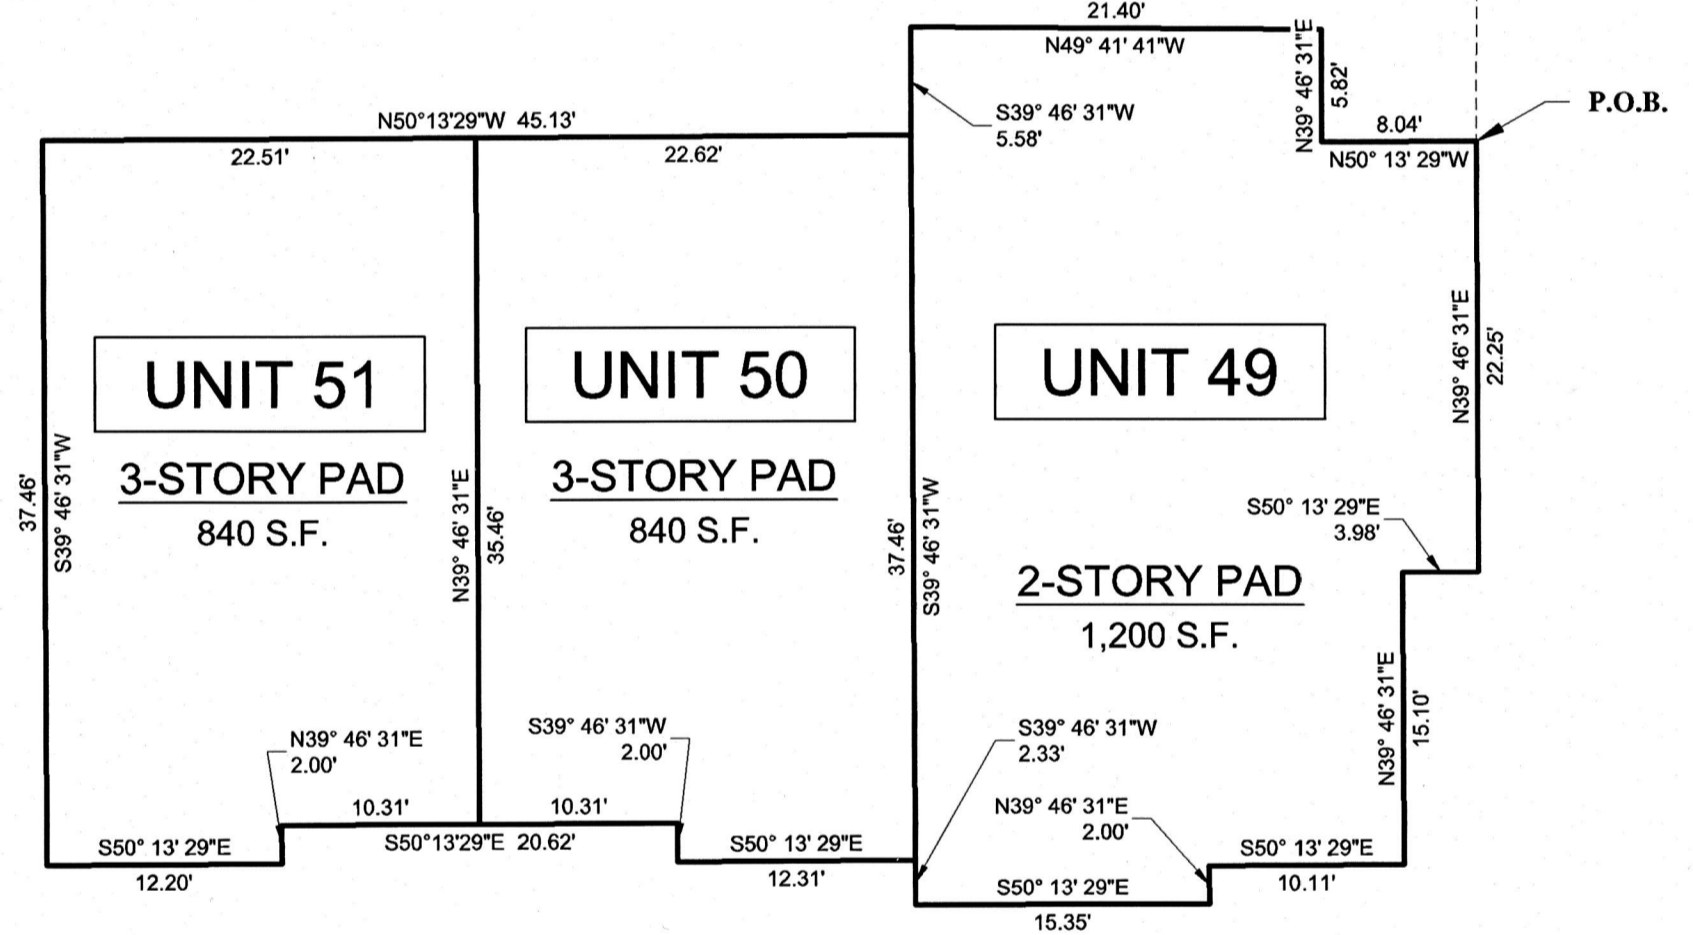 21.40'
N49° 41' 41"W
N39° 46' 31"E
5.82'
P.O.B.
S39° 46' 31"W
5.58'
8.04'
N50° 13' 29"W
N50°13'29"W 45.13'
22.51'
22.62'
UNIT 51
3-STORY PAD
840 S.F.
UNIT 50
3-STORY PAD
840 S.F.
UNIT 49
2-STORY PAD
1,200 S.F.
N39° 46' 31"E
22.25'
37.46'
S39° 46' 31"W
N39° 46' 31"E
35.46'
37.46'
S39° 46' 31"W
S50° 13' 29"E
3.98'
N39° 46' 31"E
15.10'
N39° 46' 31"E
2.00'
S39° 46' 31"W
2.00'
S39° 46' 31"W
2.33'
N39° 46' 31"E
2.00'
10.31'
10.31'
S50°13'29"E 20.62'
S50° 13' 29"E
12.20'
S50° 13' 29"E
12.31'
S50° 13' 29"E
15.35'
S50° 13' 29"E
10.11'